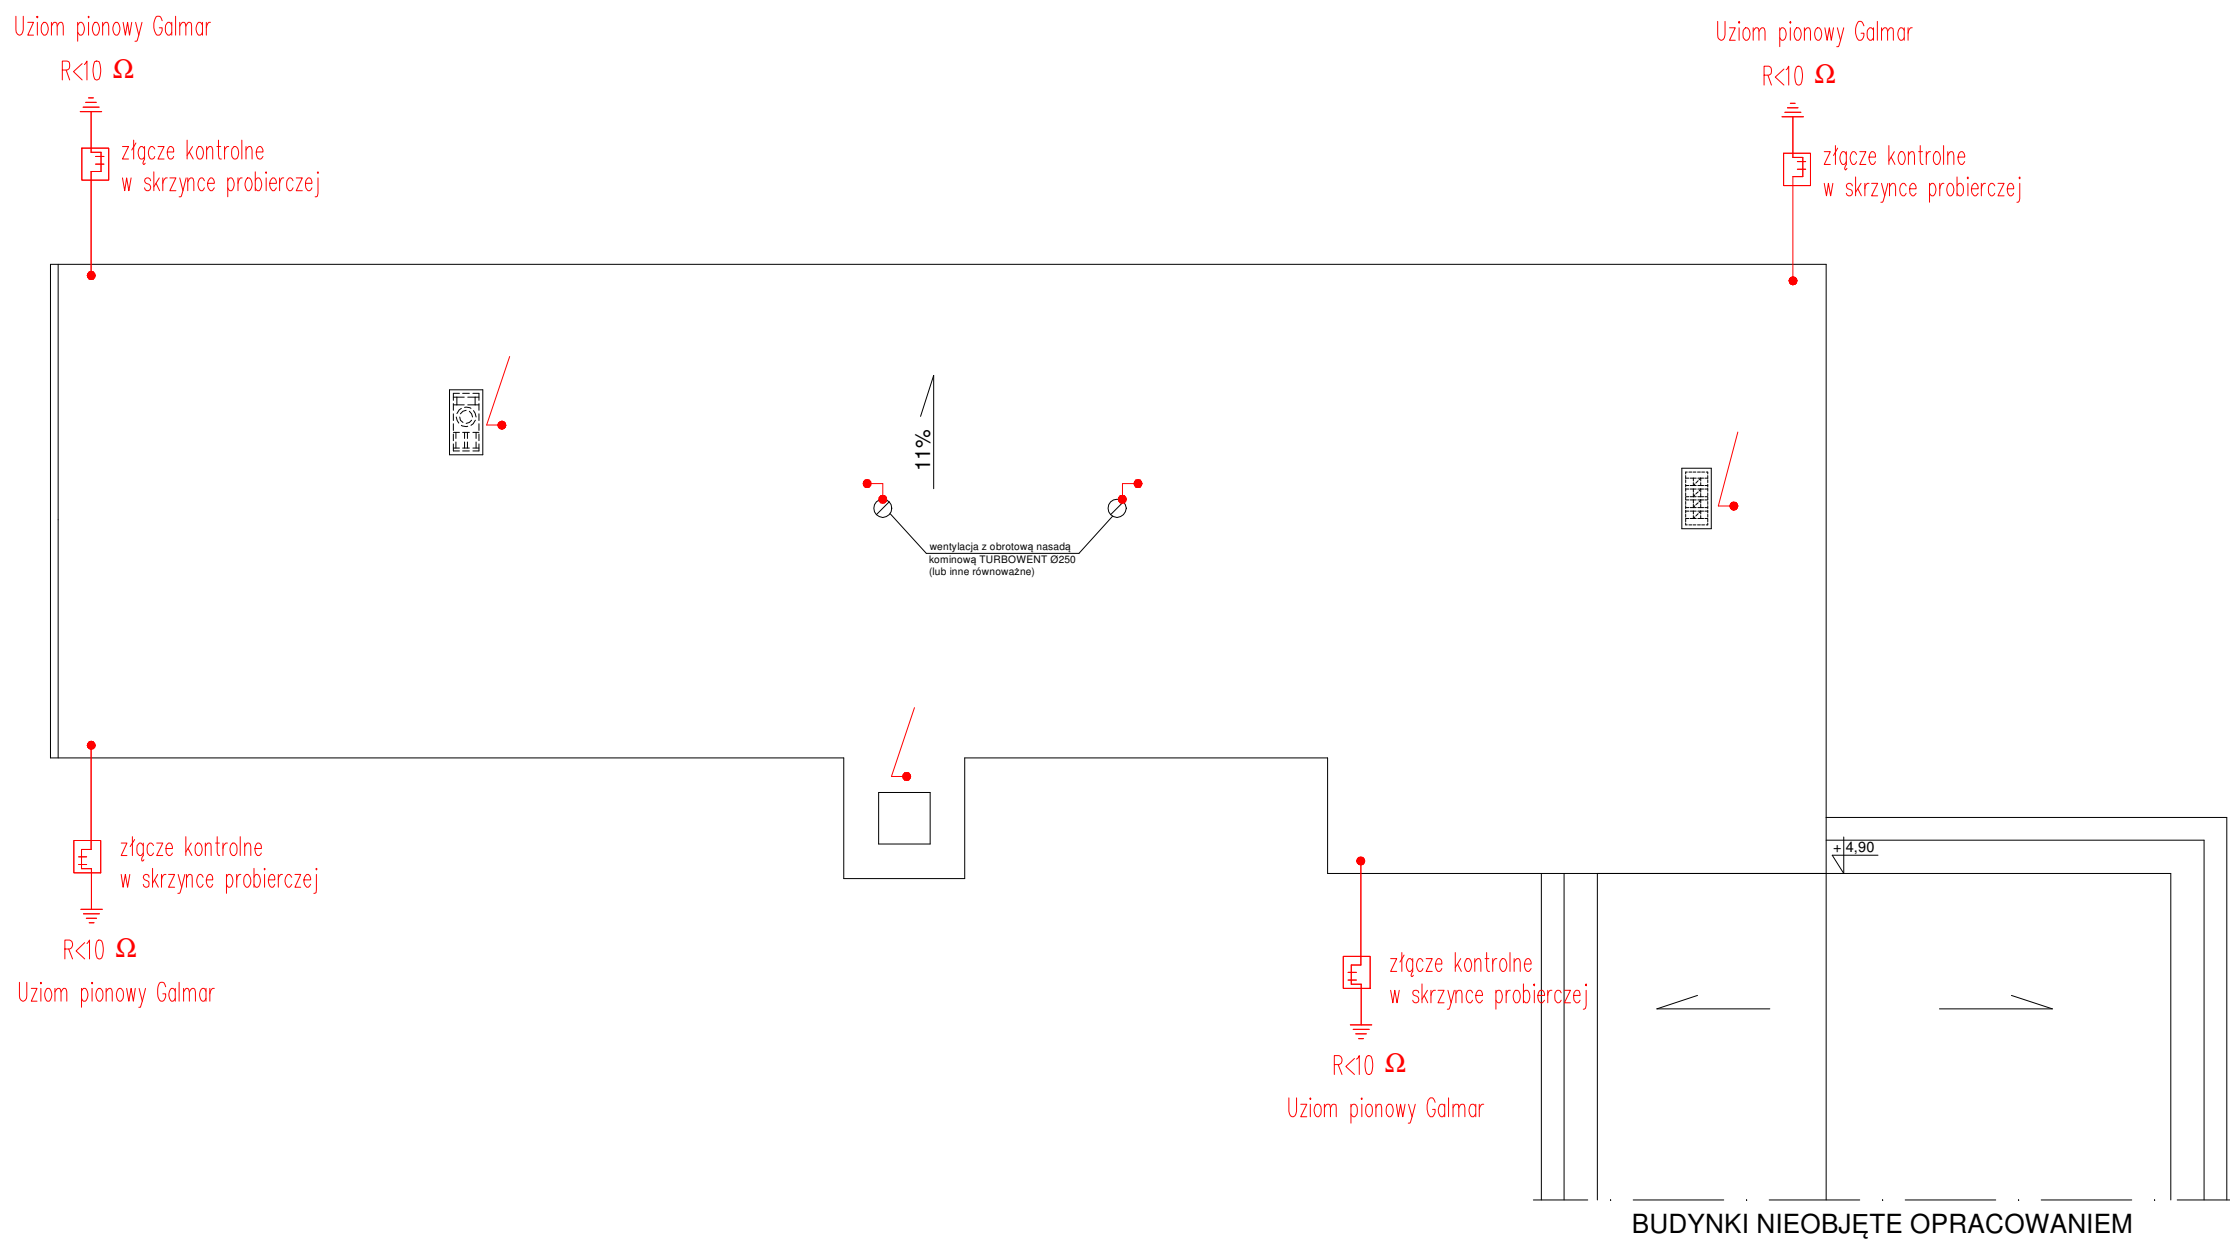 Uziom pionowy Galmar
R<10 Ω
złącze kontrolne
w skrzynce probierczej
Uziom pionowy Galmar
R<10 Ω
złącze kontrolne
w skrzynce probierczej
11%
wentylacja z obrotową nasadą
kominową TURBOWENT Ø250
(lub inne równoważne)
złącze kontrolne
w skrzynce probierczej
R<10 Ω
Uziom pionowy Galmar
+4,90
złącze kontrolne
w skrzynce probierczej
R<10 Ω
Uziom pionowy Galmar
BUDYNKI NIEOBJĘTE OPRACOWANIEM